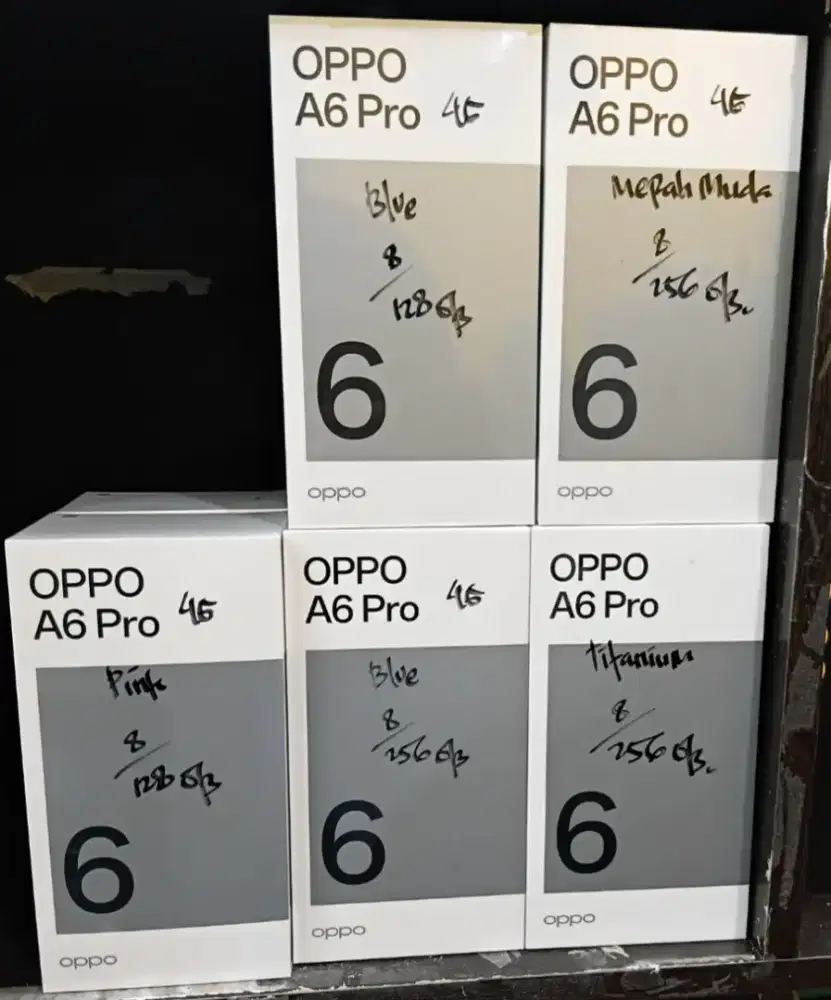 OPPO
A6 Pro 4G
Blue
8/128 GB
6
oppo
OPPO
A6 Pro 4G
Merah Muda
8/256 GB.
6
oppo
OPPO
A6 Pro 4G
Pink
8/128 GB
6
oppo
OPPO
A6 Pro 4G
Blue
8/256 GB
6
oppo
OPPO
A6 Pro
Titanium
8/256 GB.
6
oppo